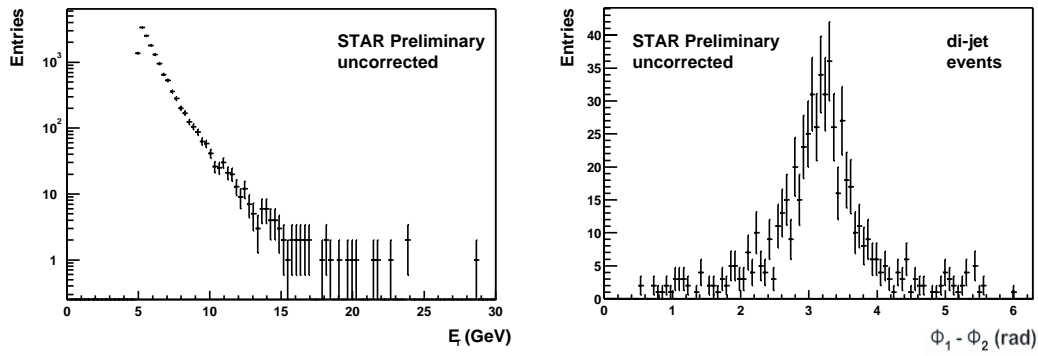 Entries
10³
10²
10
1
STAR Preliminary
uncorrected
0 5 10 15 20 25 30
E_T (GeV)
Entries
40
35
30
25
20
15
10
5
0
STAR Preliminary
uncorrected
di-jet
events
0 1 2 3 4 5 6
Φ₁ - Φ₂ (rad)